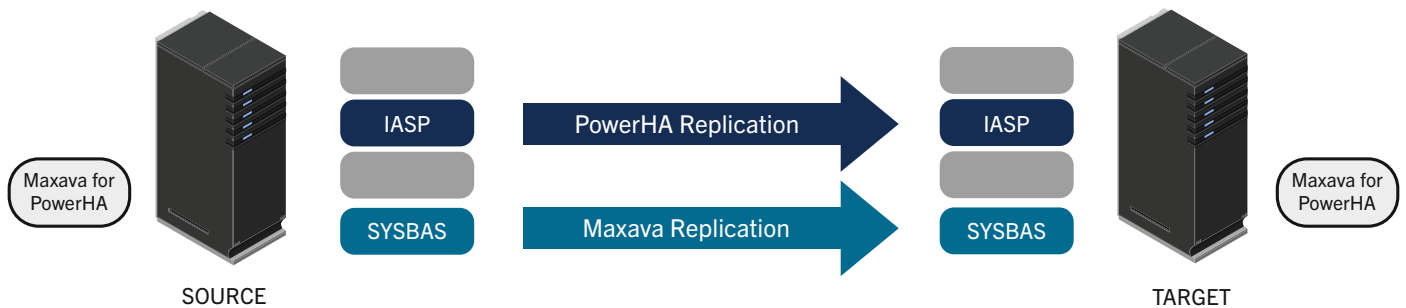 IASP
PowerHA Replication
IASP
Maxava for
PowerHA
Maxava for
PowerHA
SYSBAS
Maxava Replication
SYSBAS
SOURCE
TARGET